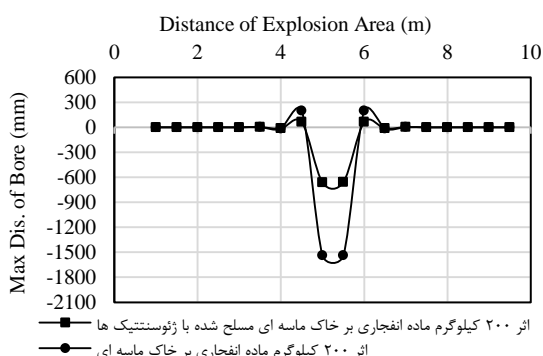 Distance of Explosion Area (m)
0 2 4 6 8 10
Max Dis. of Bore (mm)
600
300
0
-300
-600
-900
-1200
-1500
-1800
-2100
اثر ۲۰۰ کیلوگرم ماده انفجاری بر خاک ماسه ای مسلح شده با ژئوسنتتیک ها
اثر ۲۰۰ کیلوگرم ماده انفجاری بر خاک ماسه ای